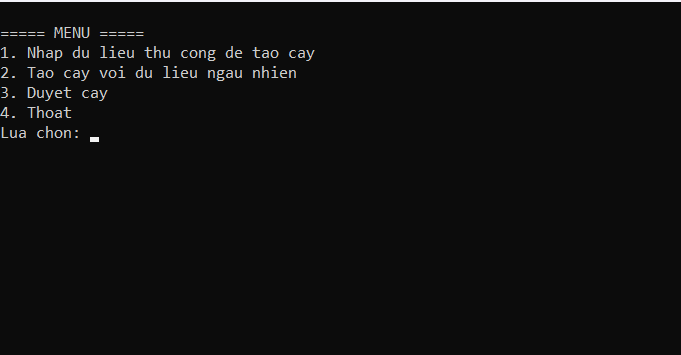 ===== MENU =====
1. Nhap du lieu thu cong de tao cay
2. Tao cay voi du lieu ngau nhien
3. Duyet cay
4. Thoat
Lua chon: